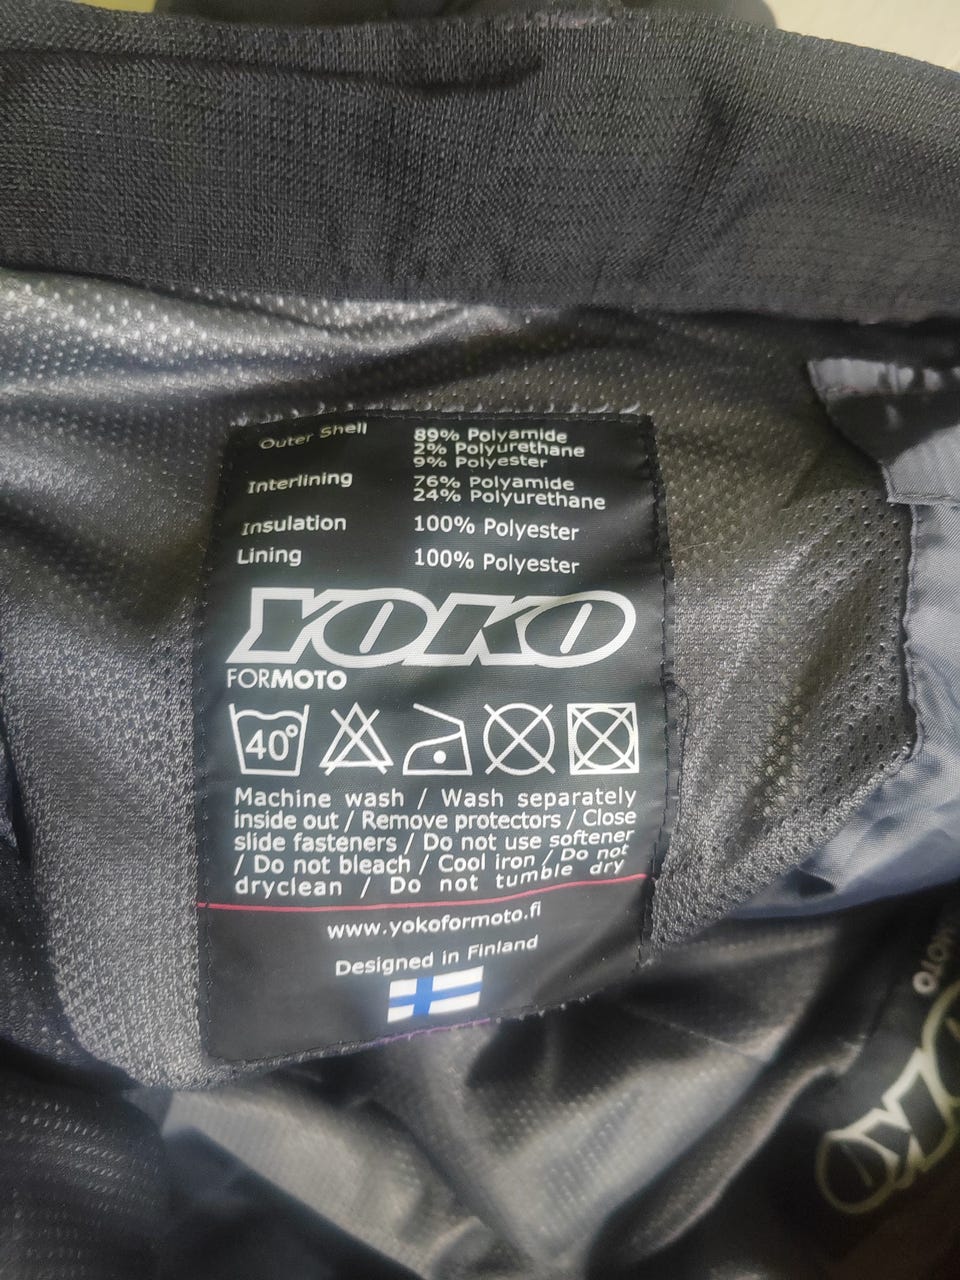 Outer Shell 89% Polyamide
2% Polyurethane
9% Polyester
Interlining 76% Polyamide
24% Polyurethane
Insulation 100% Polyester
Lining 100% Polyester
YOKO
FORMOTO
40°
Machine wash / Wash separately
inside out / Remove protectors / Close
slide fasteners / Do not use softener
/ Do not bleach / Cool iron / Do not
dryclean / Do not tumble dry
www.yokoformoto.fi
Designed in Finland
MOTO